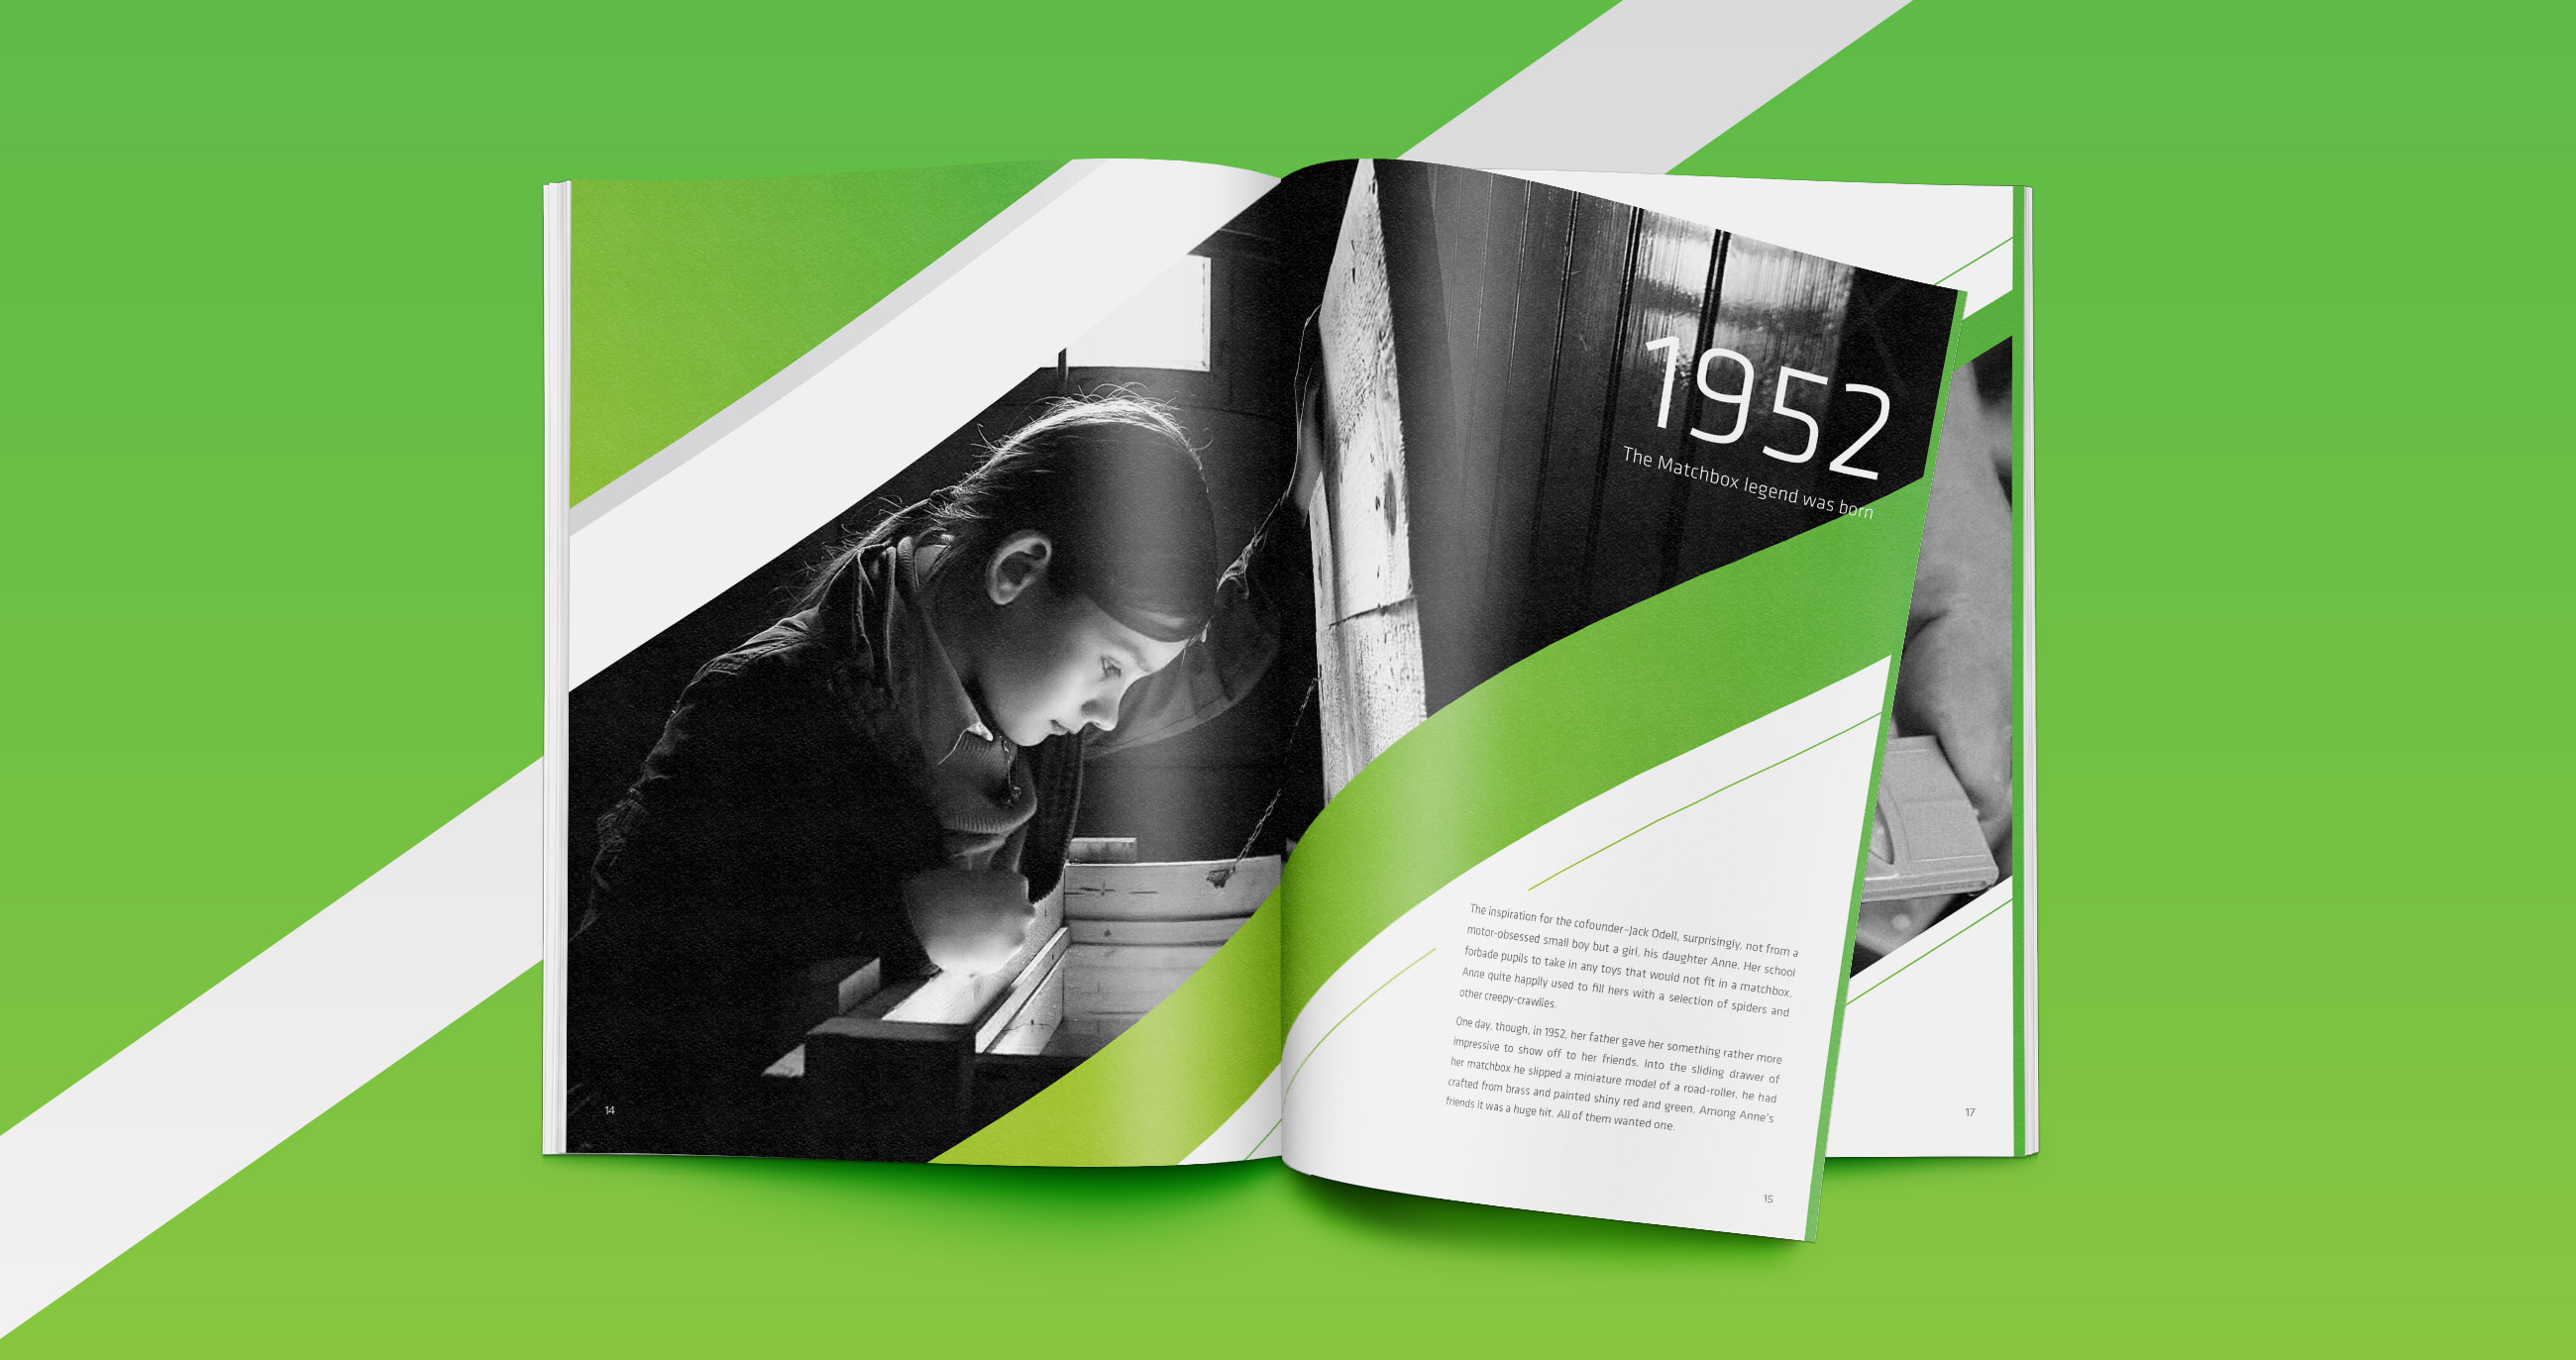 1952
The Matchbox legend was born
The inspiration for the cofounder–Jack Odell, surprisingly, not from a
motor-obsessed small boy but a girl, his daughter Anne. Her school
forbade pupils to take in any toys that would not fit in a matchbox.
Anne quite happily used to fill hers with a selection of spiders and
other creepy-crawlies.
One day, though, in 1952, her father gave her something rather more
impressive to show off to her friends. Into the sliding drawer of
her matchbox he slipped a miniature model of a road-roller, he had
crafted from brass and painted shiny red and green. Among Anne's
friends it was a huge hit. All of them wanted one.
14
15
17